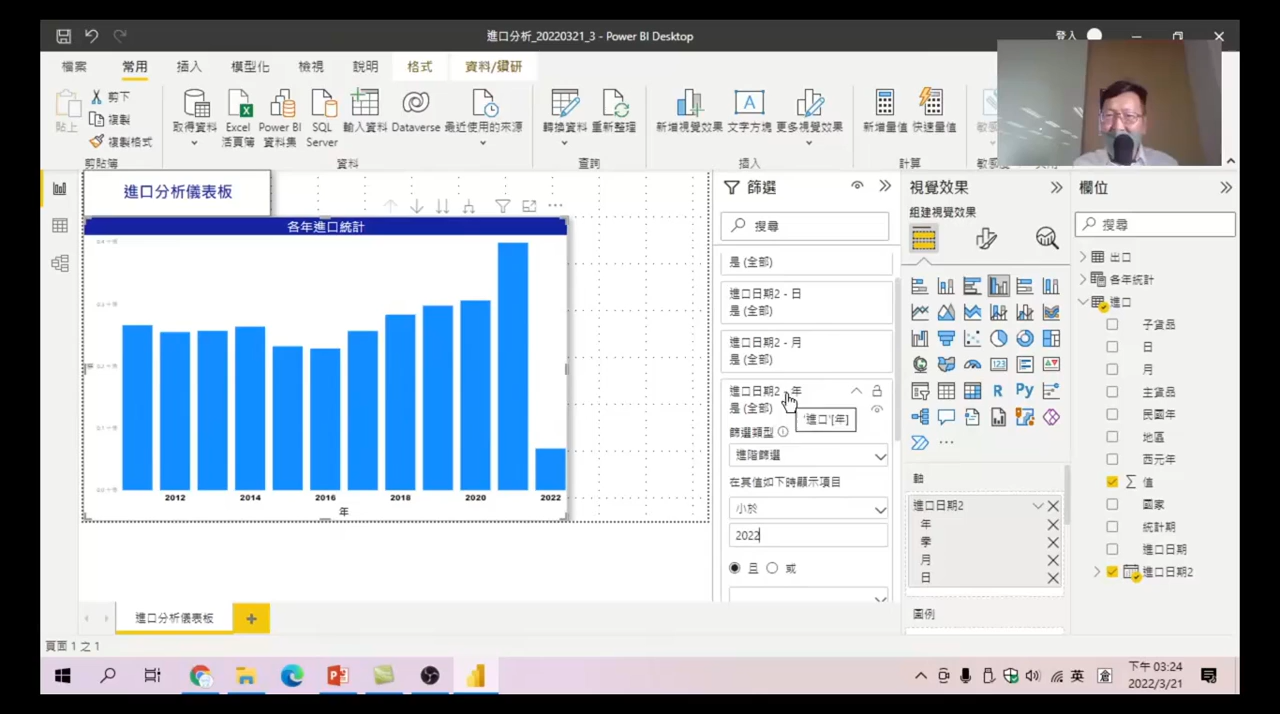 進口分析_20220321_3 - Power BI Desktop
登入
檔案 常用 插入 模型化 檢視 說明 格式 資料/鑽研
剪下
複製
複製格式
貼上
取得資料 Excel 活頁簿 Power BI 資料集 SQL Server 輸入資料 Dataverse 最近使用的來源
轉換資料 重新整理
新增視覺效果 文字方塊 更多視覺效果
新增量值 快速量值
剪貼簿 資料 查詢 插入 計算
進口分析儀表板
各年進口統計
2012 2014 2016 2018 2020 2022
年
篩選
搜尋
是 (全部)
進口日期2 - 日
是 (全部)
進口日期2 - 月
是 (全部)
進口日期2 - 年
是 (全部)
'進口'[年]
篩選類型
進階篩選
在其值如下時顯示項目
小於
2022
且 或
視覺效果
組建視覺效果
123
R Py
軸
進口日期2
年
季
月
日
圖例
欄位
搜尋
出口
各年統計
進口
子貨品
日
月
主貨品
民國年
地區
西元年
值
國家
統計期
進口日期
進口日期2
進口分析儀表板
頁面 1 之 1
英
下午 03:24
2022/3/21